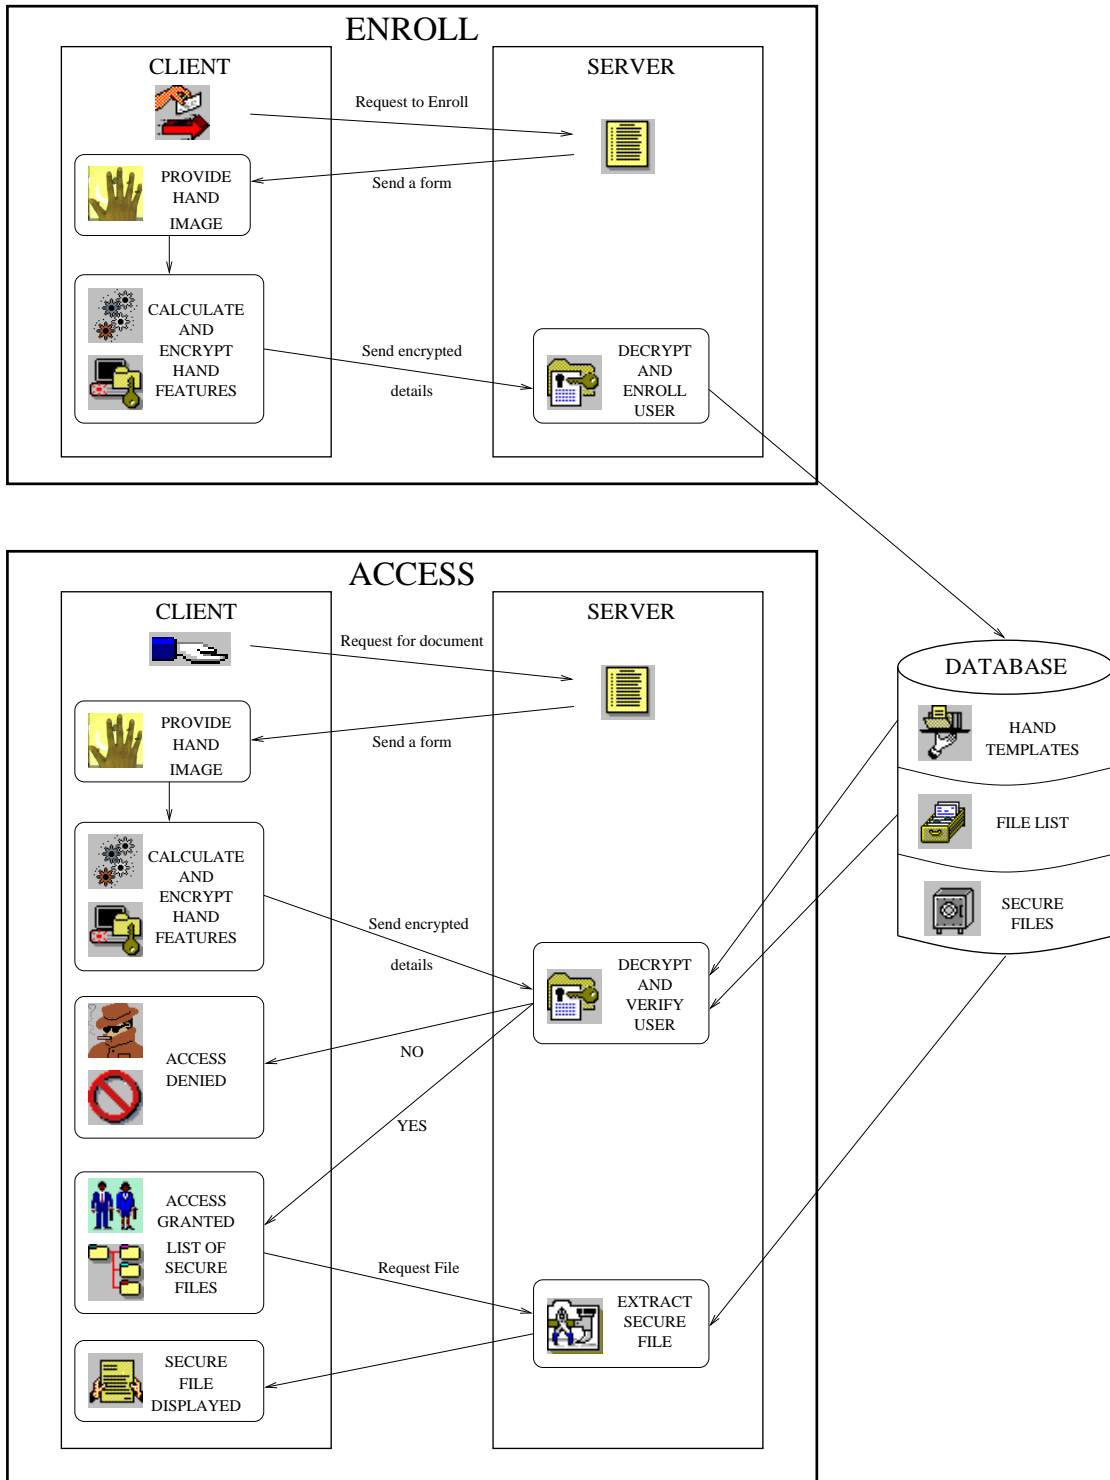 ENROLL
CLIENT
SERVER
Request to Enroll
Send a form
PROVIDE
HAND
IMAGE
CALCULATE
AND
ENCRYPT
HAND
FEATURES
Send encrypted
details
DECRYPT
AND
ENROLL
USER
ACCESS
CLIENT
SERVER
Request for document
Send a form
PROVIDE
HAND
IMAGE
CALCULATE
AND
ENCRYPT
HAND
FEATURES
Send encrypted
details
DECRYPT
AND
VERIFY
USER
NO
ACCESS
DENIED
YES
ACCESS
GRANTED
LIST OF
SECURE
FILES
Request File
EXTRACT
SECURE
FILE
SECURE
FILE
DISPLAYED
DATABASE
HAND
TEMPLATES
FILE LIST
SECURE
FILES